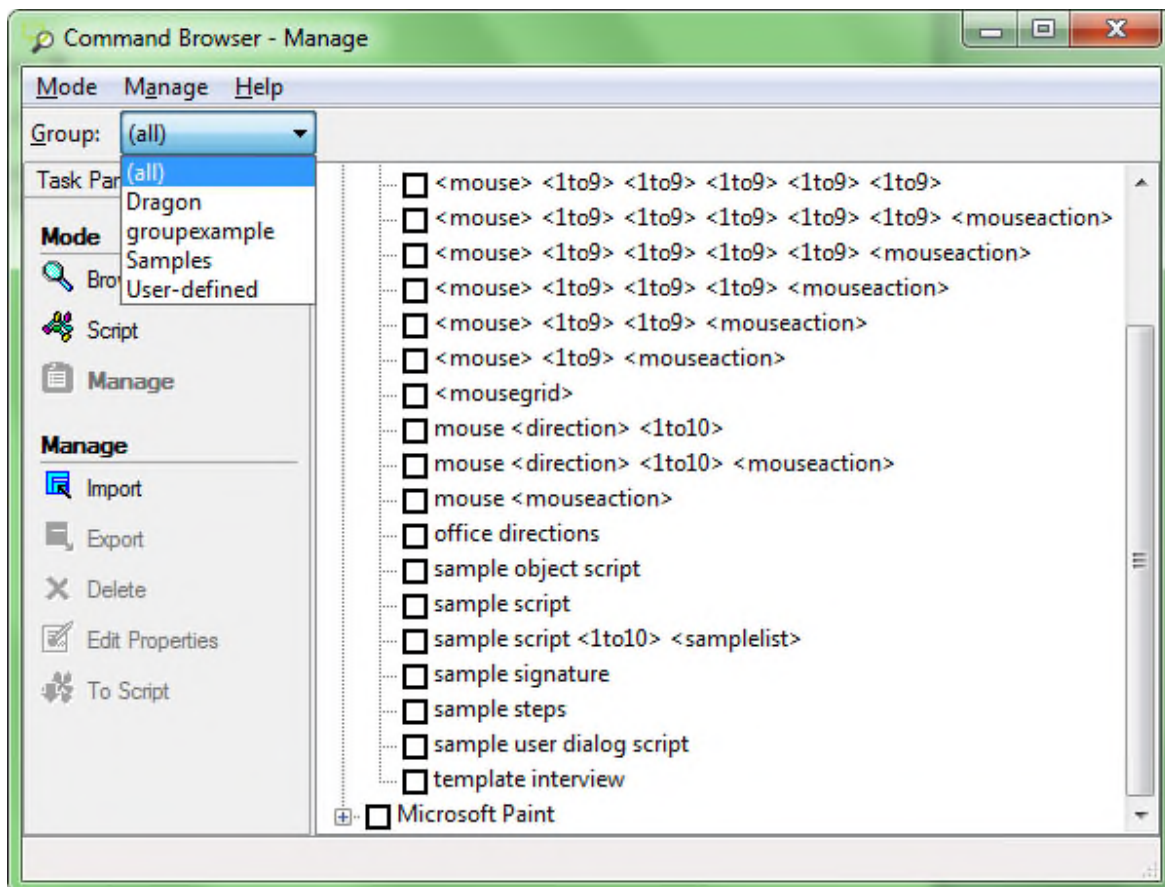 Command Browser - Manage
Mode Manage Help
Group: (all)
(all)
Dragon
groupexample
Samples
User-defined
Task Par
Mode
Brov
Script
Manage
Manage
Import
Export
Delete
Edit Properties
To Script
<mouse> <1to9> <1to9> <1to9> <1to9> <1to9>
<mouse> <1to9> <1to9> <1to9> <1to9> <1to9> <mouseaction>
<mouse> <1to9> <1to9> <1to9> <1to9> <mouseaction>
<mouse> <1to9> <1to9> <1to9> <mouseaction>
<mouse> <1to9> <1to9> <mouseaction>
<mouse> <1to9> <mouseaction>
<mousegrid>
mouse <direction> <1to10>
mouse <direction> <1to10> <mouseaction>
mouse <mouseaction>
office directions
sample object script
sample script
sample script <1to10> <samplelist>
sample signature
sample steps
sample user dialog script
template interview
Microsoft Paint